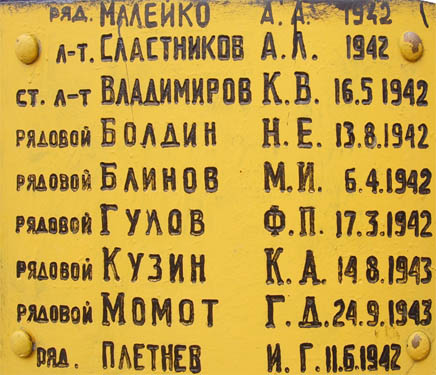 ряд. МАЛЕЙКО А. А. 1942
л-т. СЛАСТНИКОВ А.Л. 1942
ст. л-т ВЛАДИМИРОВ К.В. 16.5 1942
рядовой БОЛДИН Н.Е. 13.8.1942
рядовой БЛИНОВ М.И. 6.4.1942
рядовой ГУЛОВ Ф.П. 17.3.1942
рядовой КУЗИН К.А. 14 8.1943
рядовой МОМОТ Г.Д. 24.9.1943
ряд. ПЛЕТНЕВ И.Г. 11.6.1942